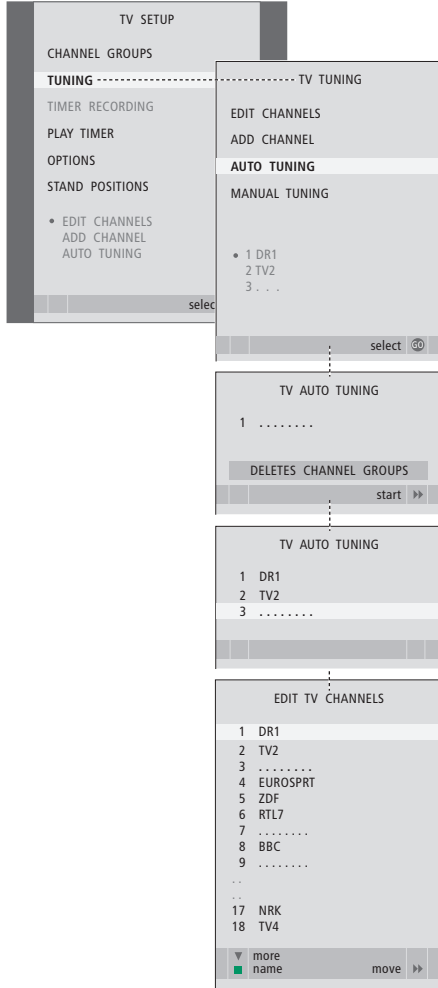 TV SETUP
CHANNEL GROUPS
TUNING
TIMER RECORDING
PLAY TIMER
OPTIONS
STAND POSITIONS
• EDIT CHANNELS
ADD CHANNEL
AUTO TUNING
selec
TV TUNING
EDIT CHANNELS
ADD CHANNEL
AUTO TUNING
MANUAL TUNING
• 1 DR1
2 TV2
3 . . .
select GO
TV AUTO TUNING
1 ........
DELETES CHANNEL GROUPS
start
TV AUTO TUNING
1 DR1
2 TV2
3 ........
EDIT TV CHANNELS
1 DR1
2 TV2
3 ........
4 EUROSPRT
5 ZDF
6 RTL7
7 ........
8 BBC
9 ........
. .
. .
17 NRK
18 TV4
more
name move